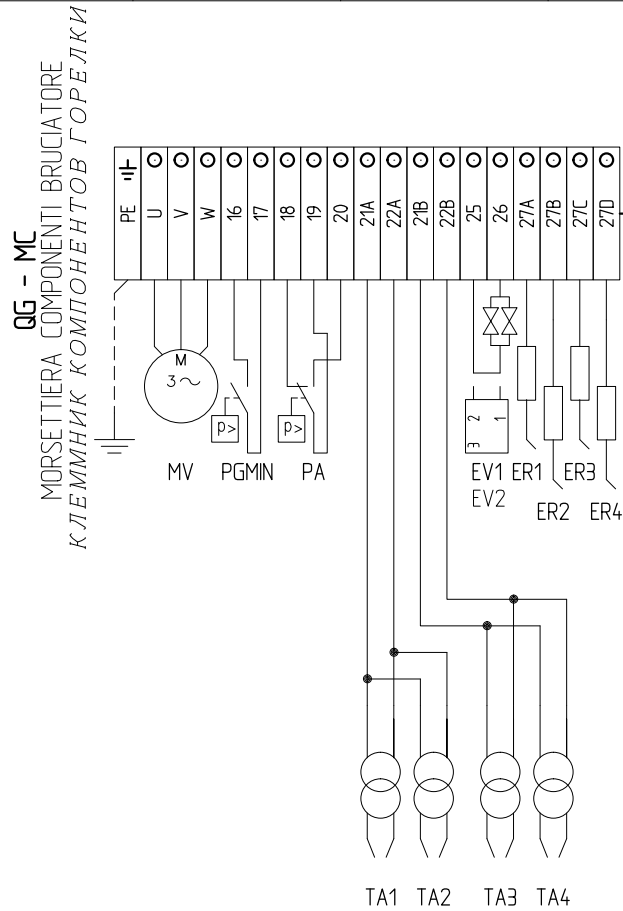 QG - MC
MORSETTIERA COMPONENTI BRUCIATORE
КЛЕММНИК КОМПОНЕНТОВ ГОРЕЛКИ
PE U V W 16 17 18 19 20 21A 22A 21B 22B 25 26 27A 27B 27C 27D
M
3~
p>
p>
3 2 1
MV PGMIN PA EV1 ER1 ER3
EV2 ER2 ER4
TA1 TA2 TA3 TA4